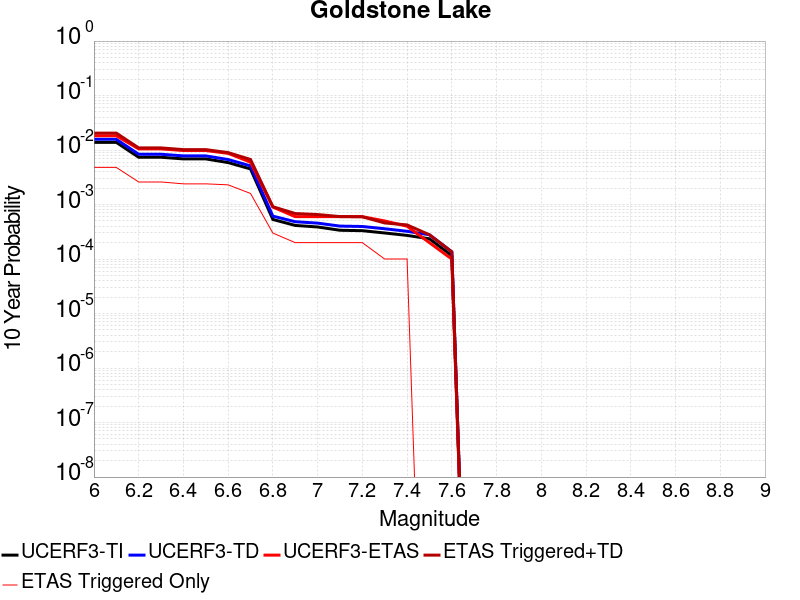 Goldstone Lake
10^0
10^-1
10^-2
10^-3
10^-4
10^-5
10^-6
10^-7
10^-8
10 Year Probability
6 6.2 6.4 6.6 6.8 7 7.2 7.4 7.6 7.8 8 8.2 8.4 8.6 8.8 9
Magnitude
UCERF3-TI UCERF3-TD UCERF3-ETAS ETAS Triggered+TD
ETAS Triggered Only